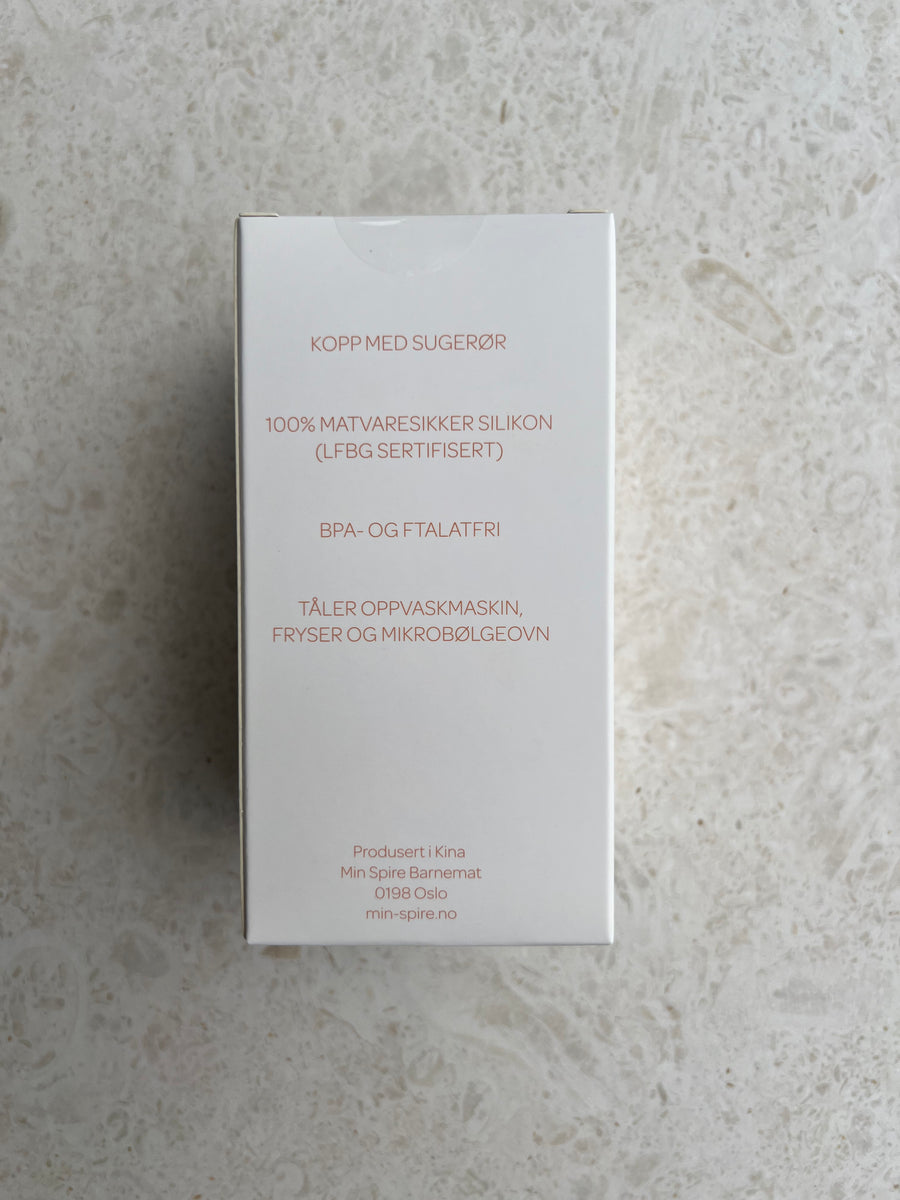 KOPP MED SUGERØR
100% MATVARESIKKER SILIKON
(LFBG SERTIFISERT)
BPA- OG FTALATFRI
TÅLER OPPVASKMASKIN,
FRYSER OG MIKROBØLGEOVN
Produsert i Kina
Min Spire Barnemat
0198 Oslo
min-spire.no